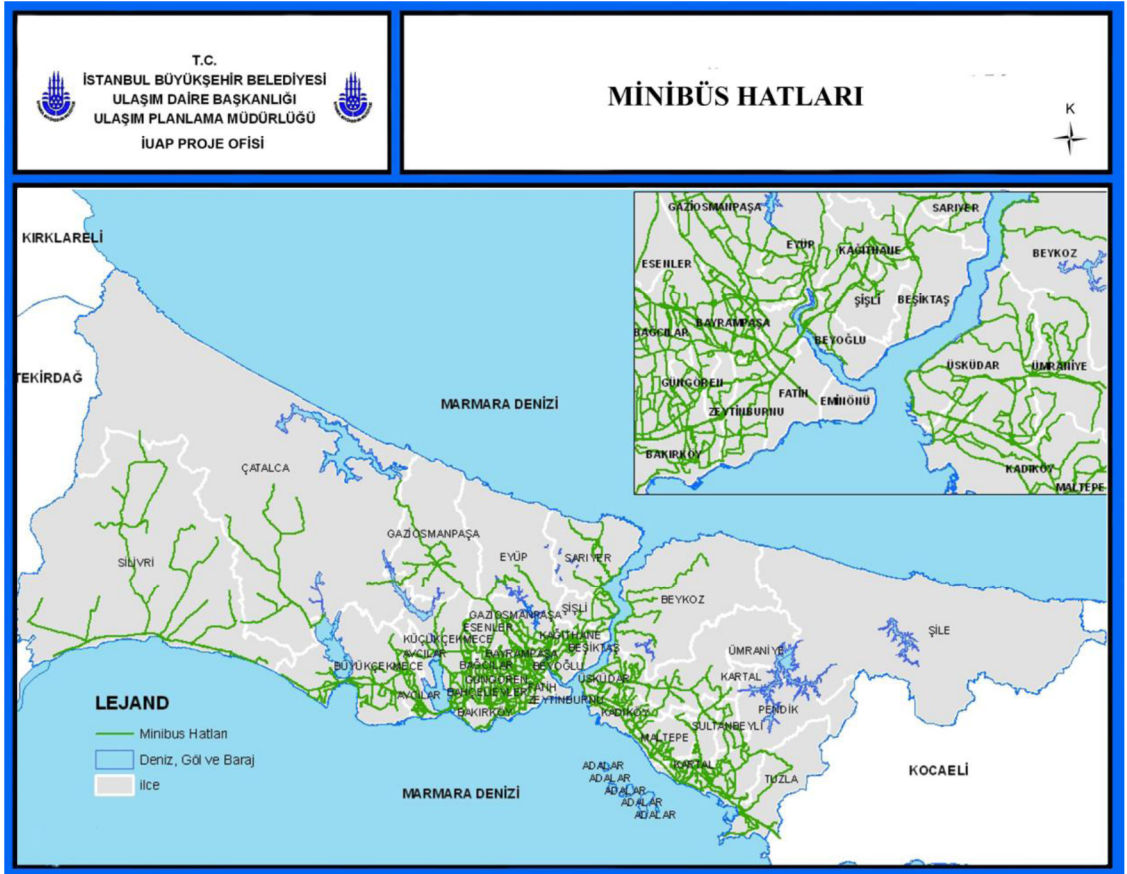 T.C.
İSTANBUL BÜYÜKŞEHİR BELEDİYESİ
ULAŞIM DAİRE BAŞKANLIĞI
ULAŞIM PLANLAMA MÜDÜRLÜĞÜ
İUAP PROJE OFİSİ
MİNİBÜS HATLARI
K
GAZİOSMANPAŞA
SARIYER
EYÜP
KAĞITHANE
BEYKOZ
ESENLER
ŞİŞLİ
BEŞİKTAŞ
BAĞCILAR
BAYRAMPAŞA
BEYOĞLU
ÜSKÜDAR
ÜMRANİYE
GÜNGÖREN
FATİH
EMİNÖNÜ
ZEYTİNBURNU
BAKIRKÖY
KADIKÖY
MALTEPE
KIRKLARELİ
TEKİRDAĞ
MARMARA DENİZİ
ÇATALCA
SİLİVRİ
GAZİOSMANPAŞA
EYÜP
SARIYER
BEYKOZ
ŞİŞLİ
GAZİOSMANPAŞA
ESENLER
KAĞITHANE
KÜÇÜKÇEKMECE
BEŞİKTAŞ
AVCILAR
BAYRAMPAŞA
BÜYÜKÇEKMECE
BAĞCILAR
BEYOĞLU
GÜNGÖREN
ÜSKÜDAR
AVCILAR
BAHÇELİEVLER
FATİH
ZEYTİNBURNU
BAKIRKÖY
KADIKÖY
ŞİLE
ÜMRANİYE
KARTAL
PENDİK
SULTANBEYLİ
MALTEPE
KARTAL
TUZLA
KOCAELİ
ADALAR
ADALAR
ADALAR
ADALAR
ADALAR
MARMARA DENİZİ
LEJAND
Minibus Hatları
Deniz, Göl ve Baraj
ilce